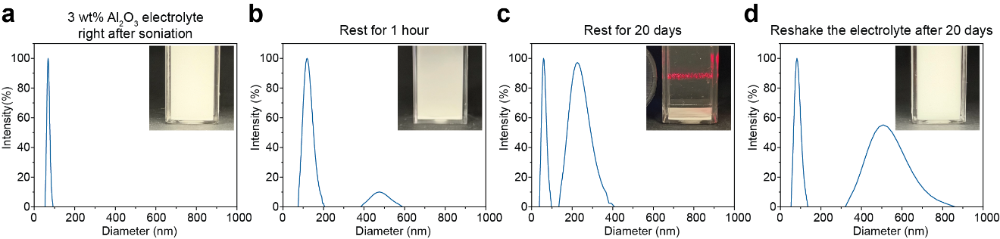 a
3 wt% Al2O3 electrolyte
right after soniation
Intensity(%)
100
80
60
40
20
0
0 200 400 600 800 1000
Diameter (nm)
b
Rest for 1 hour
Intensity (%)
100
80
60
40
20
0
0 200 400 600 800 1000
Diameter (nm)
c
Rest for 20 days
Intensity (%)
100
80
60
40
20
0
0 200 400 600 800 1000
Diameter (nm)
d
Reshake the electrolyte after 20 days
Intensity (%)
100
80
60
40
20
0
0 200 400 600 800 1000
Diameter (nm)